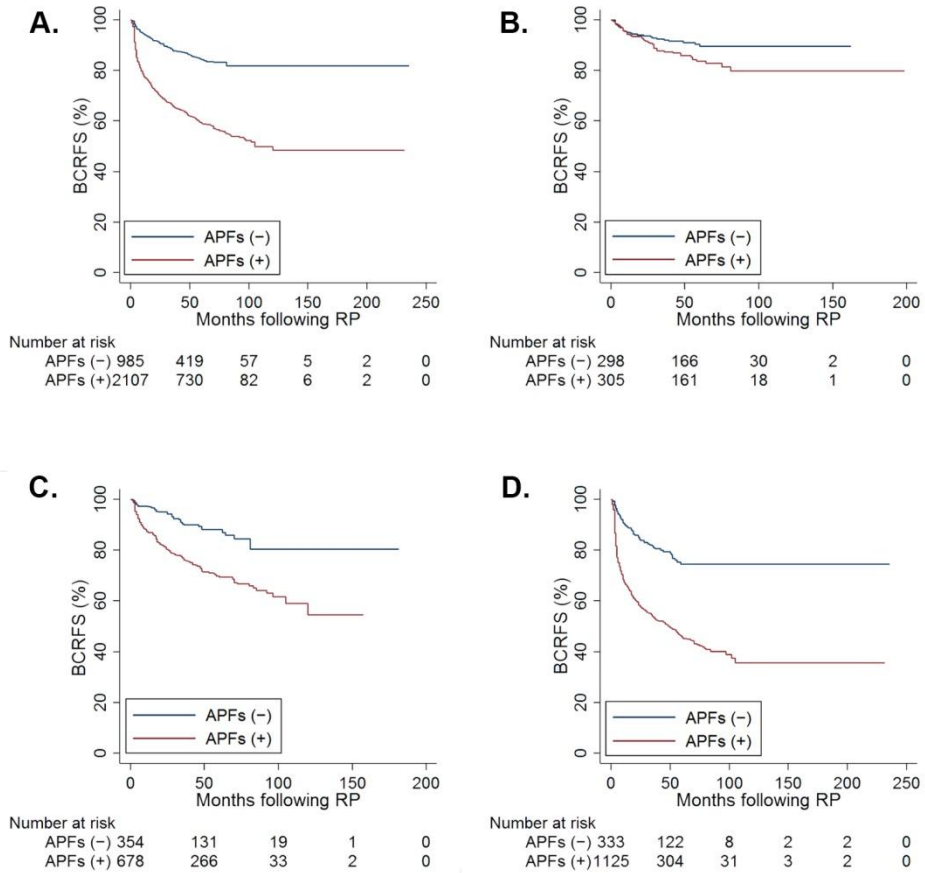 A.
BCRFS (%)
100
80
60
40
20
0
APFs (−)
APFs (+)
0 50 100 150 200 250
Months following RP
Number at risk
APFs (−) 985 419 57 5 2 0
APFs (+) 2107 730 82 6 2 0
B.
BCRFS (%)
100
80
60
40
20
0
APFs (−)
APFs (+)
0 50 100 150 200
Months following RP
Number at risk
APFs (−) 298 166 30 2 0
APFs (+) 305 161 18 1 0
C.
BCRFS (%)
100
80
60
40
20
0
APFs (−)
APFs (+)
0 50 100 150 200
Months following RP
Number at risk
APFs (−) 354 131 19 1 0
APFs (+) 678 266 33 2 0
D.
BCRFS (%)
100
80
60
40
20
0
APFs (−)
APFs (+)
0 50 100 150 200 250
Months following RP
Number at risk
APFs (−) 333 122 8 2 2 0
APFs (+) 1125 304 31 3 2 0